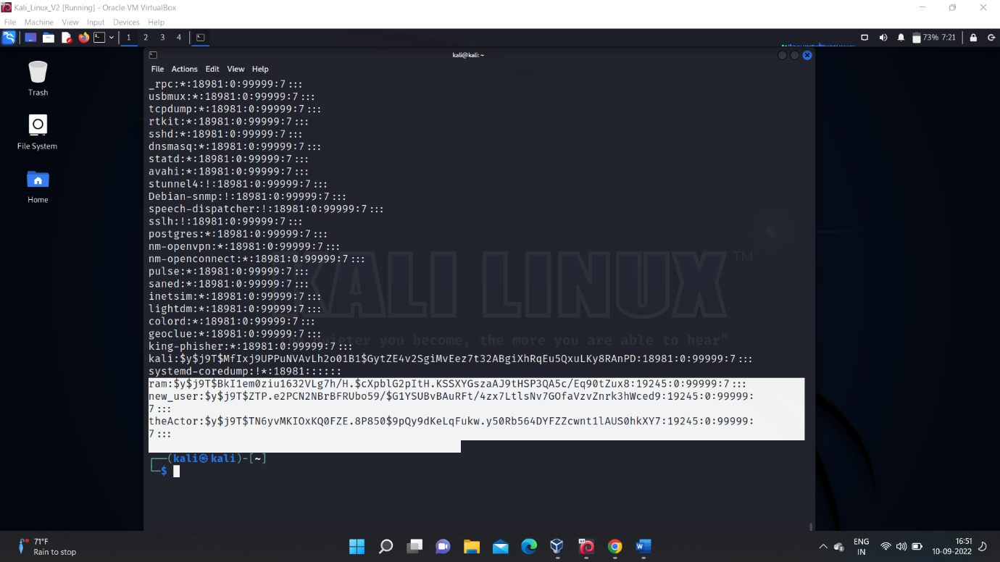 Kali_Linux_V2 [Running] - Oracle VM VirtualBox
File Machine View Input Devices Help
1 2 3 4
73% 7:21
kali@kali: ~
File Actions Edit View Help
Trash
File System
Home
_rpc:*:18981:0:99999:7:::
usbmux:*:18981:0:99999:7:::
tcpdump:*:18981:0:99999:7:::
rtkit:*:18981:0:99999:7:::
sshd:*:18981:0:99999:7:::
dnsmasq:*:18981:0:99999:7:::
statd:*:18981:0:99999:7:::
avahi:*:18981:0:99999:7:::
stunnel4:!:18981:0:99999:7:::
Debian-snmp:!:18981:0:99999:7:::
speech-dispatcher:!:18981:0:99999:7:::
sslh:!:18981:0:99999:7:::
postgres:*:18981:0:99999:7:::
nm-openvpn:*:18981:0:99999:7:::
nm-openconnect:*:18981:0:99999:7:::
pulse:*:18981:0:99999:7:::
saned:*:18981:0:99999:7:::
inetsim:*:18981:0:99999:7:::
lightdm:*:18981:0:99999:7:::
colord:*:18981:0:99999:7:::
geoclue:*:18981:0:99999:7:::
king-phisher:*:18981:0:99999:7:::
kali:$y$j9T$MfIxj9UPPuNVAvLh2o01B1$GytZE4v2SgiMvEez7t32ABgiXhRqEu5QxuLKy8RAnPD:18981:0:99999:7:::
systemd-coredump:!*:18981::::::
ram:$y$j9T$BkI1em0ziu1632VLg7h/H.$cXpblG2pItH.KSSXYGszaAJ9tHSP3QA5c/Eq90tZux8:19245:0:99999:7:::
new_user:$y$j9T$ZTP.e2PCN2NBrBFRUbo59/$G1YSUBvBAuRFt/4zx7LtlsNv7GOfaVzvZnrk3hWced9:19245:0:99999:
7:::
theActor:$y$j9T$TN6yvMKIOxKQ0FZE.8P850$9pQy9dKeLqFukw.y50Rb564DYFZZcwnt1lAUS0hkXY7:19245:0:99999:
7:::
(kali㉿kali)-[~]
$
KALI LINUX™
you become, the more you are able to hear"
71°F
Rain to stop
ENG
IN
16:51
10-09-2022